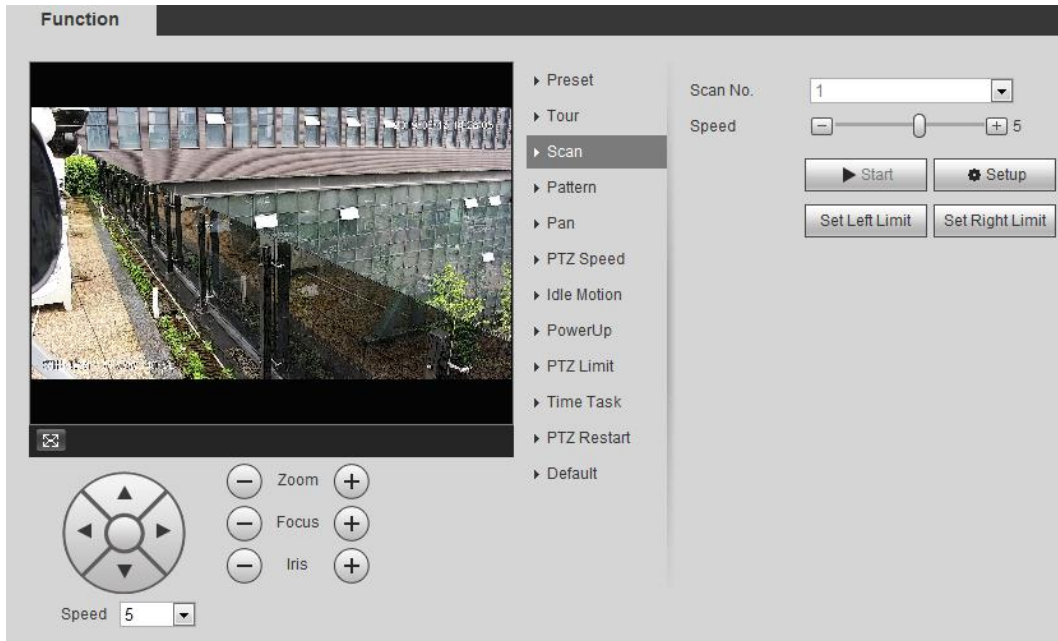 Function
Preset
Tour
Scan
Pattern
Pan
PTZ Speed
Idle Motion
PowerUp
PTZ Limit
Time Task
PTZ Restart
Default
Scan No. 1
Speed 5
Start Setup
Set Left Limit Set Right Limit
Zoom
Focus
Iris
Speed 5